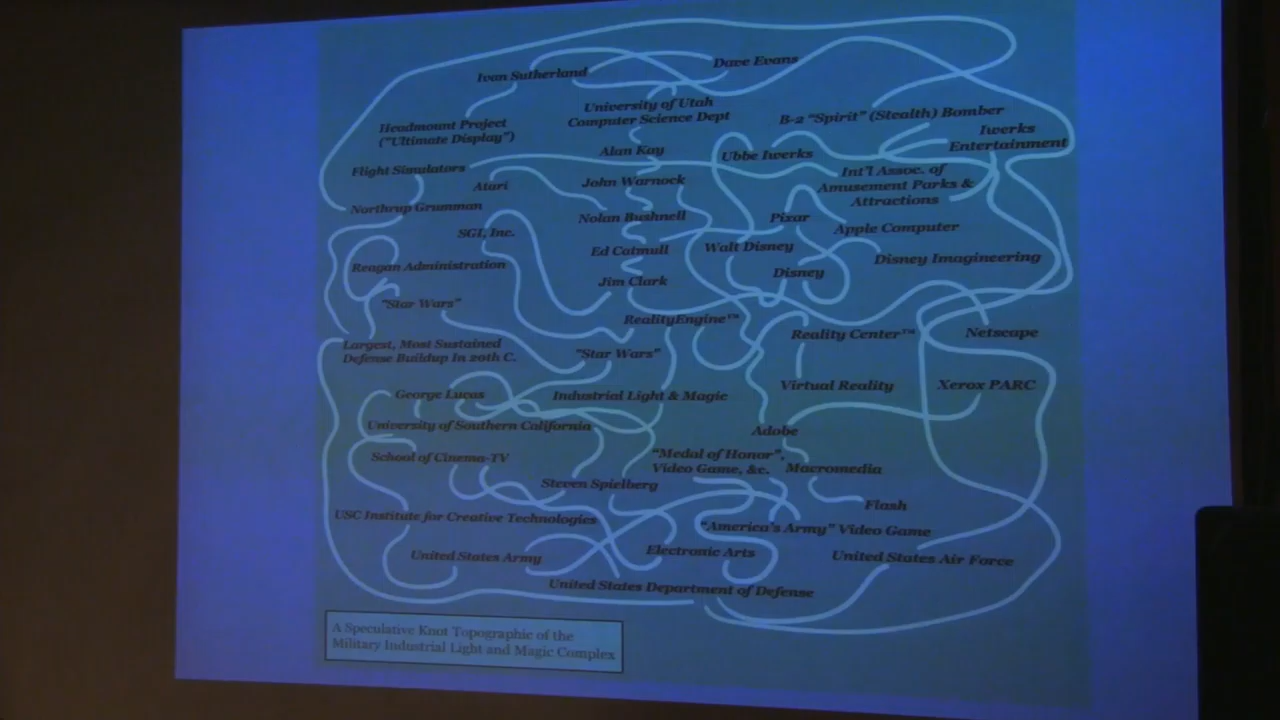 Ivan Sutherland
Dave Evans
University of Utah
Computer Science Dept
B-2 "Spirit" (Stealth) Bomber
Headmount Project
("Ultimate Display")
Iwerks
Entertainment
Alan Kay
Ubbe Iwerks
Flight Simulators
Int'l Assoc. of
Amusement Parks &
Attractions
Atari
John Warnock
Northrup Grumman
Nolan Bushnell
Pixar
Apple Computer
SGI, Inc.
Ed Catmull
Walt Disney
Disney Imagineering
Reagan Administration
Jim Clark
Disney
"Star Wars"
RealityEngine™
Reality Center™
Netscape
Largest, Most Sustained
Defense Buildup In 20th C.
"Star Wars"
George Lucas
Industrial Light & Magic
Virtual Reality
Xerox PARC
University of Southern California
Adobe
School of Cinema-TV
"Medal of Honor",
Video Game, &c.
Macromedia
Steven Spielberg
Flash
USC Institute for Creative Technologies
"America's Army" Video Game
United States Army
Electronic Arts
United States Air Force
United States Department of Defense
A Speculative Knot Topographie of the
Military Industrial Light and Magic Complex